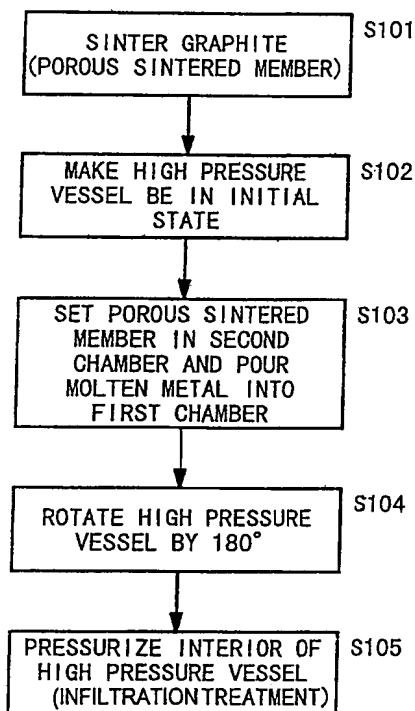 S101
SINTER GRAPHITE
(POROUS SINTERED MEMBER)
S102
MAKE HIGH PRESSURE
VESSEL BE IN INITIAL
STATE
S103
SET POROUS SINTERED
MEMBER IN SECOND
CHAMBER AND POUR
MOLTEN METAL INTO
FIRST CHAMBER
S104
ROTATE HIGH PRESSURE
VESSEL BY 180°
S105
PRESSURIZE INTERIOR OF
HIGH PRESSURE VESSEL
(INFILTRATION TREATMENT)